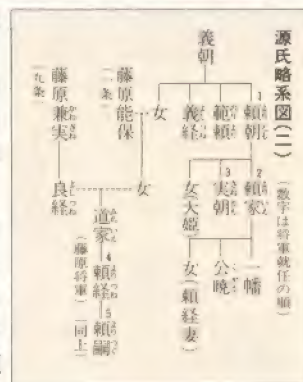 源氏略系図(二)
(数字は将軍就任の順)
義朝
1 頼朝
範頼
義経
女
2 頼家
3 実朝
女(大姫)
一幡
公暁
女(頼経妻)
藤原能保
(一条)
女
藤原兼実
(九条)
良経
道家
4 頼経
(藤原将軍)
5 頼嗣
(同上)